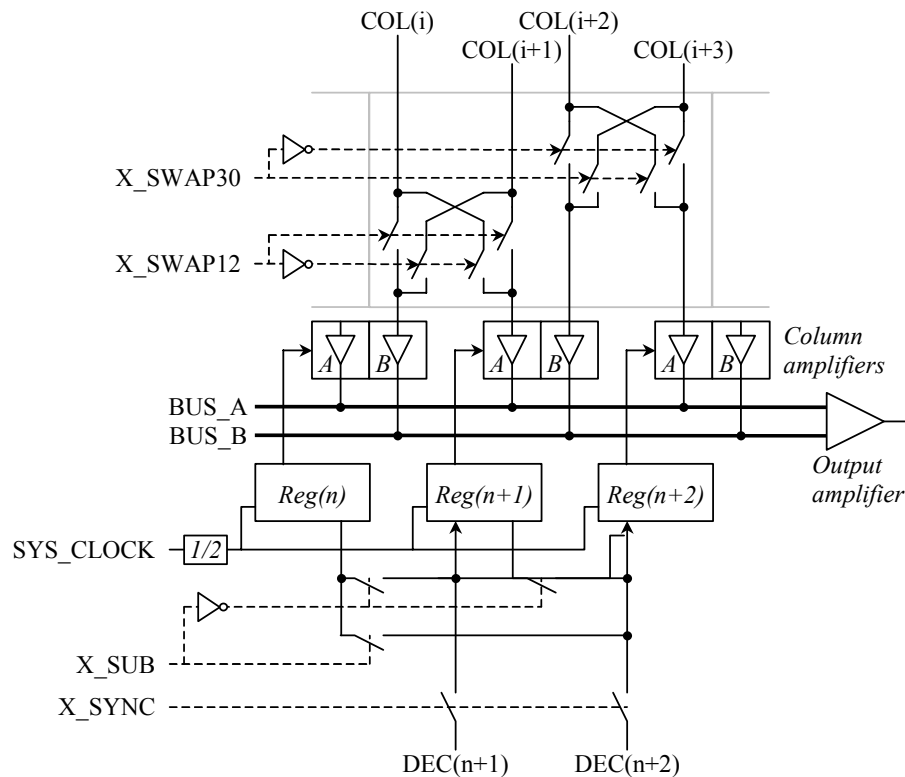 COL(i)
COL(i+2)
COL(i+1)
COL(i+3)
X_SWAP30
X_SWAP12
A
B
A
B
A
B
Column
amplifiers
BUS_A
BUS_B
Output
amplifier
Reg(n)
Reg(n+1)
Reg(n+2)
SYS_CLOCK
1/2
X_SUB
X_SYNC
DEC(n+1)
DEC(n+2)